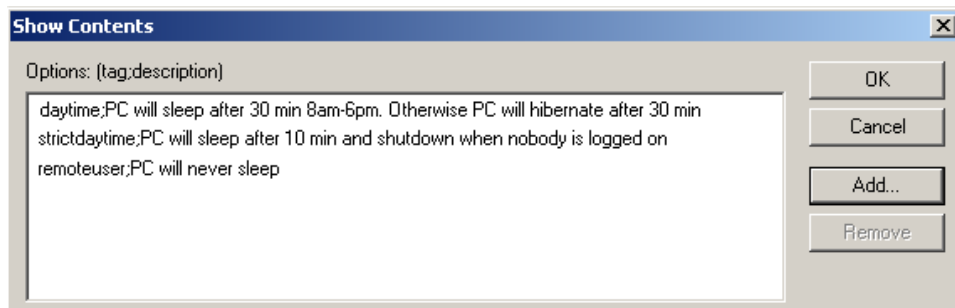 Show Contents
Options: (tag;description)
daytime;PC will sleep after 30 min 8am-6pm. Otherwise PC will hibernate after 30 min
strictdaytime;PC will sleep after 10 min and shutdown when nobody is logged on
remoteuser;PC will never sleep
OK
Cancel
Add...
Remove